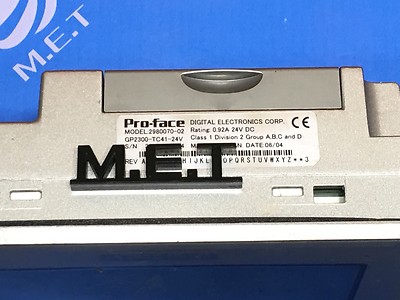 M.E.T
Pro-face DIGITAL ELECTRONICS CORP.
MODEL 2980070-02 Rating: 0.92A 24V DC
GP2300-TC41-24V Class 1 Division 2 Group A,B,C and D
S/N DATE:06/04
REV A HIJKL OPQRSTUVWXYZ**3
M.E.T